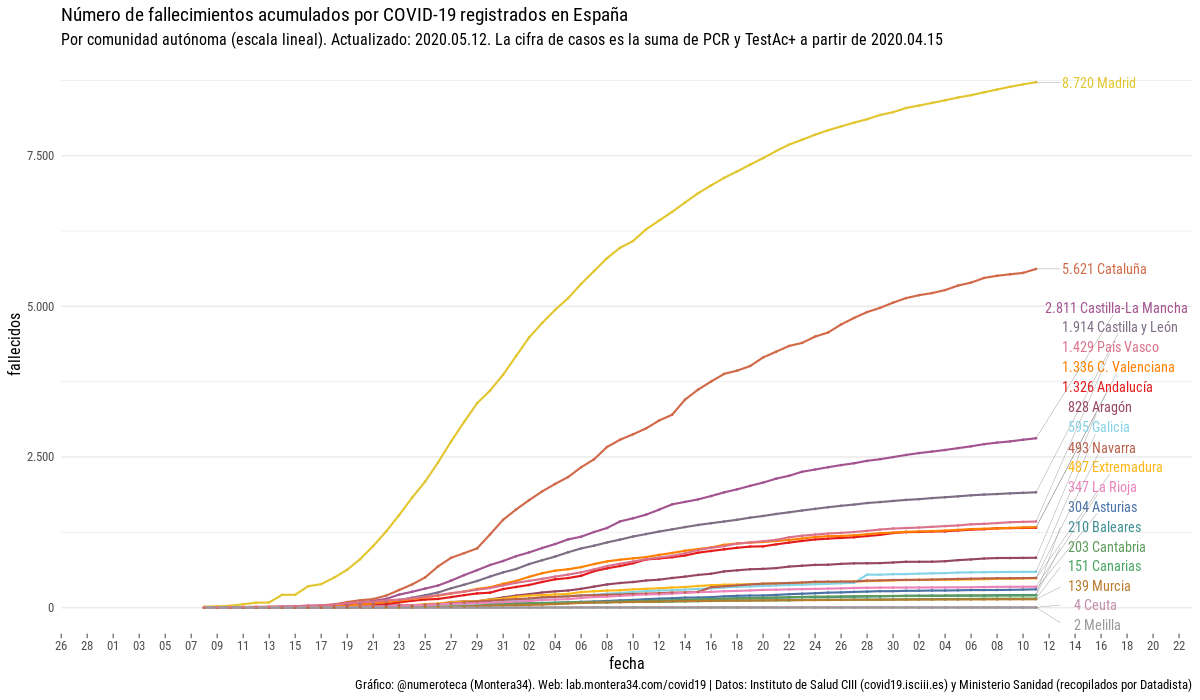 Número de fallecimientos acumulados por COVID-19 registrados en España
Por comunidad autónoma (escala lineal). Actualizado: 2020.05.12. La cifra de casos es la suma de PCR y TestAc+ a partir de 2020.04.15
8.720 Madrid
7.500
5.621 Cataluña
5.000
2.811 Castilla-La Mancha
1.914 Castilla y León
1.429 País Vasco
1.336 C. Valenciana
1.326 Andalucía
828 Aragón
595 Galicia
493 Navarra
2.500
487 Extremadura
347 La Rioja
304 Asturias
210 Baleares
203 Cantabria
151 Canarias
139 Murcia
4 Ceuta
0
2 Melilla
fallecidos
26 28 01 03 05 07 09 11 13 15 17 19 21 23 25 27 29 31 02 04 06 08 10 12 14 16 18 20 22 24 26 28 30 02 04 06 08 10 12 14 16 18 20 22
fecha
Gráfico: @numeroteca (Montera34). Web: lab.montera34.com/covid19 | Datos: Instituto de Salud CIII (covid19.isciii.es) y Ministerio Sanidad (recopilados por Datadista)